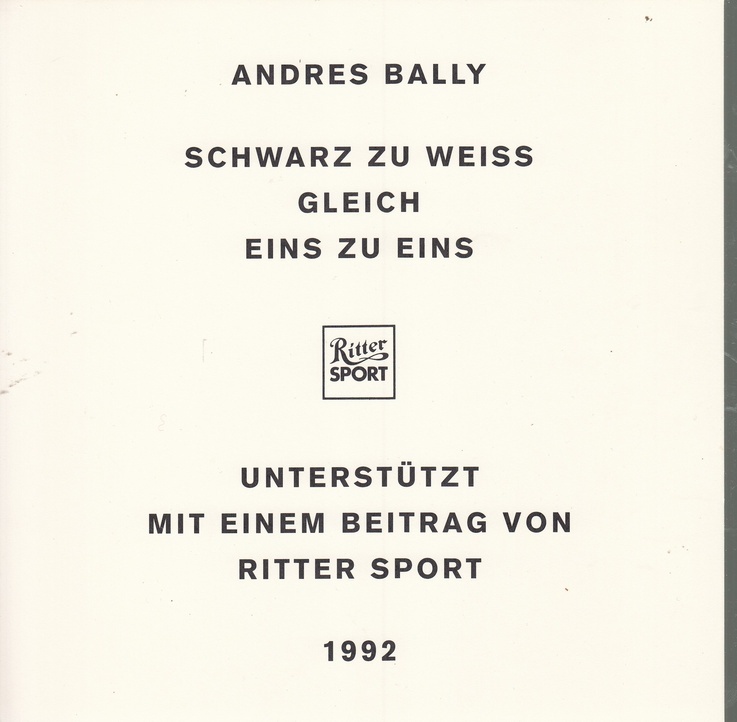 ANDRES BALLY
SCHWARZ ZU WEISS
GLEICH
EINS ZU EINS
Ritter
SPORT
UNTERSTÜTZT
MIT EINEM BEITRAG VON
RITTER SPORT
1992